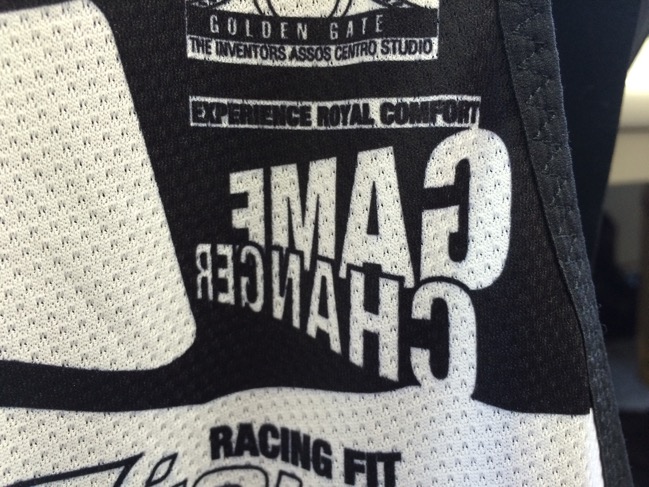 GOLDEN GATE
THE INVENTORS ASSOS CENTRO STUDIO
EXPERIENCE ROYAL COMFORT
GAME
CHANGER
RACING FIT